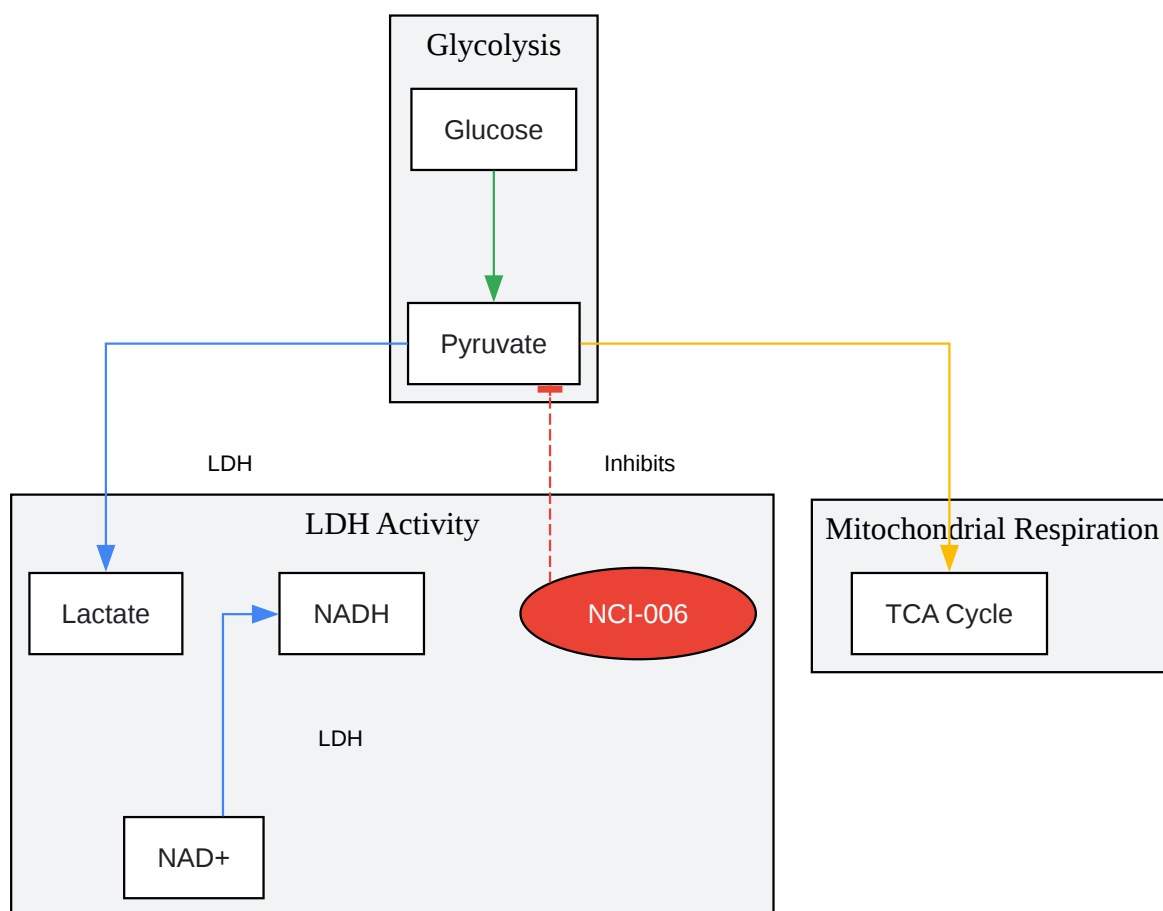 Glycolysis
Glucose
Pyruvate
LDH
Inhibits
LDH Activity
Mitochondrial Respiration
Lactate
NADH
NCI-006
TCA Cycle
LDH
NAD+